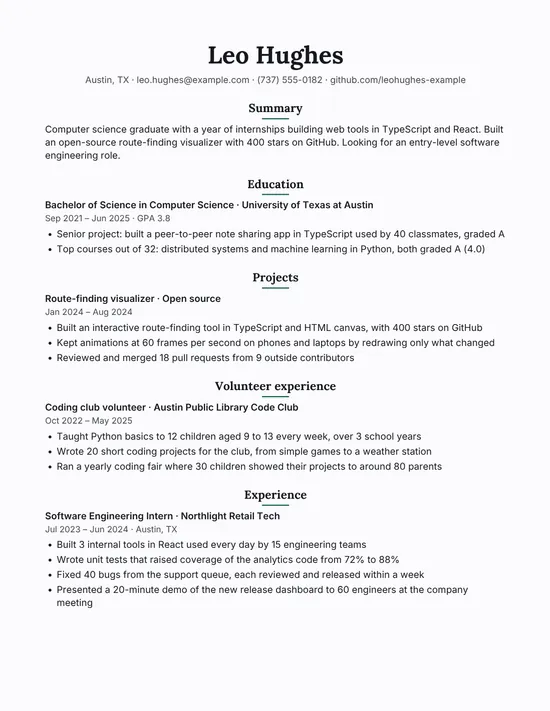 Leo Hughes
Austin, TX · leo.hughes@example.com · (737) 555-0182 · github.com/leohughes-example
Summary
Computer science graduate with a year of internships building web tools in TypeScript and React. Built
an open-source route-finding visualizer with 400 stars on GitHub. Looking for an entry-level software
engineering role.
Education
Bachelor of Science in Computer Science · University of Texas at Austin
Sep 2021 – Jun 2025 · GPA 3.8
• Senior project: built a peer-to-peer note sharing app in TypeScript used by 40 classmates, graded A
• Top courses out of 32: distributed systems and machine learning in Python, both graded A (4.0)
Projects
Route-finding visualizer · Open source
Jan 2024 – Aug 2024
• Built an interactive route-finding tool in TypeScript and HTML canvas, with 400 stars on GitHub
• Kept animations at 60 frames per second on phones and laptops by redrawing only what changed
• Reviewed and merged 18 pull requests from 9 outside contributors
Volunteer experience
Coding club volunteer · Austin Public Library Code Club
Oct 2022 – May 2025
• Taught Python basics to 12 children aged 9 to 13 every week, over 3 school years
• Wrote 20 short coding projects for the club, from simple games to a weather station
• Ran a yearly coding fair where 30 children showed their projects to around 80 parents
Experience
Software Engineering Intern · Northlight Retail Tech
Jul 2023 – Jun 2024 · Austin, TX
• Built 3 internal tools in React used every day by 15 engineering teams
• Wrote unit tests that raised coverage of the analytics code from 72% to 88%
• Fixed 40 bugs from the support queue, each reviewed and released within a week
• Presented a 20-minute demo of the new release dashboard to 60 engineers at the company
meeting